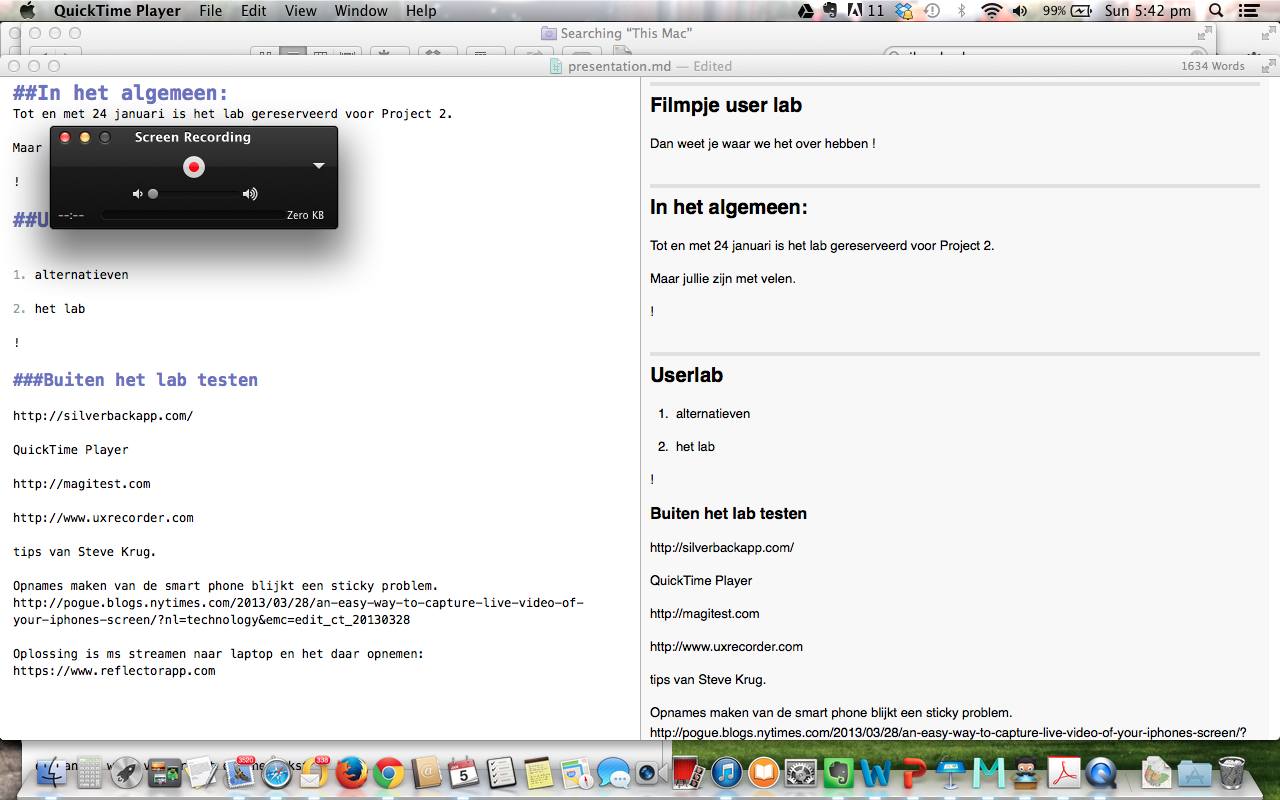 QuickTime Player File Edit View Window Help 11 99% Sun 5:42 pm
Searching "This Mac"
presentation.md — Edited
1634 Words
##In het algemeen:
Tot en met 24 januari is het lab gereserveerd voor Project 2.
Maar
!
##U
1. alternatieven
2. het lab
!
###Buiten het lab testen
http://silverbackapp.com/
QuickTime Player
http://magitest.com
http://www.uxrecorder.com
tips van Steve Krug.
Opnames maken van de smart phone blijkt een sticky problem.
http://pogue.blogs.nytimes.com/2013/03/28/an-easy-way-to-capture-live-video-of-
your-iphones-screen/?nl=technology&emc=edit_ct_20130328
Oplossing is ms streamen naar laptop en het daar opnemen:
https://www.reflectorapp.com
Screen Recording
--:--
Zero KB
Filmpje user lab
Dan weet je waar we het over hebben !
In het algemeen:
Tot en met 24 januari is het lab gereserveerd voor Project 2.
Maar jullie zijn met velen.
!
Userlab
1. alternatieven
2. het lab
!
Buiten het lab testen
http://silverbackapp.com/
QuickTime Player
http://magitest.com
http://www.uxrecorder.com
tips van Steve Krug.
Opnames maken van de smart phone blijkt een sticky problem.
http://pogue.blogs.nytimes.com/2013/03/28/an-easy-way-to-capture-live-video-of-your-iphones-screen/?
3520
338
5